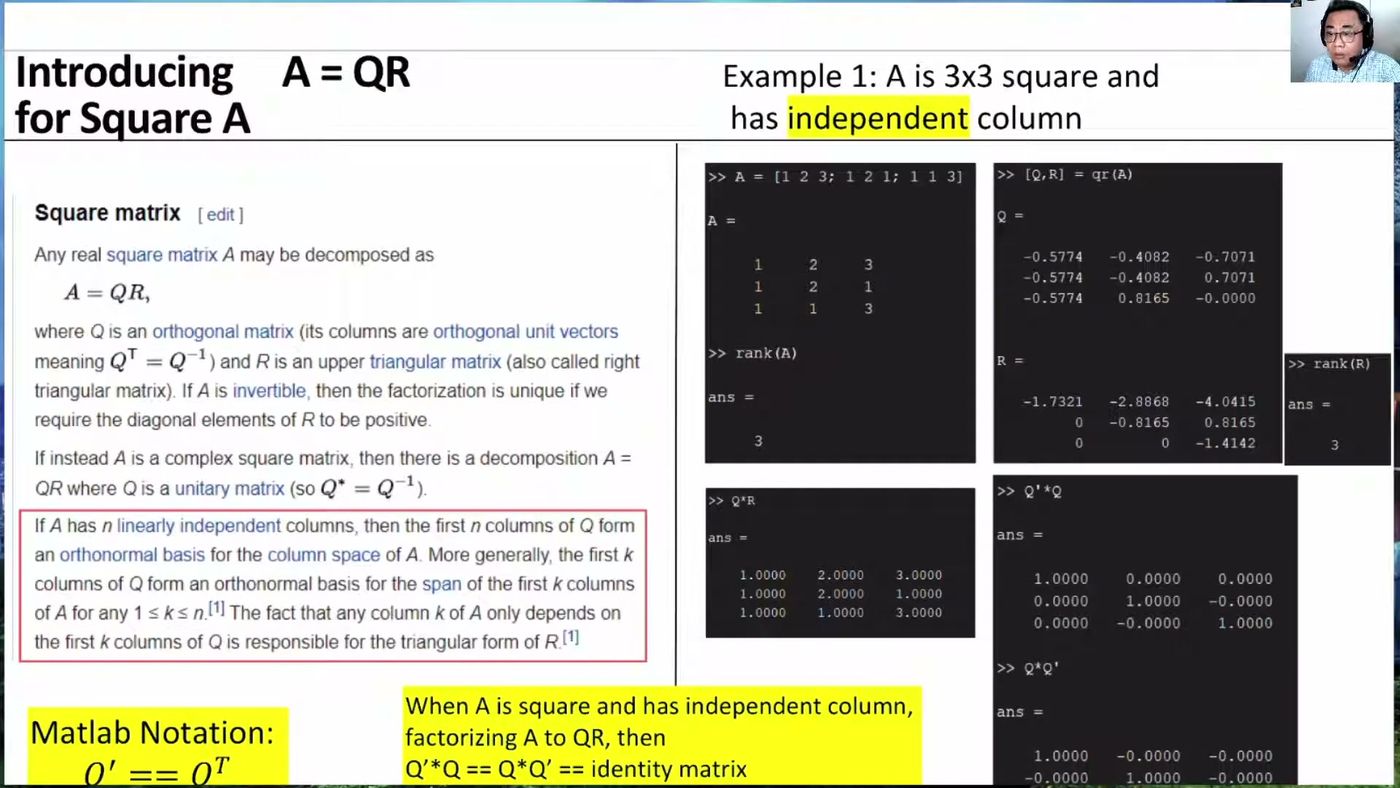 Introducing A = QR
for Square A
Example 1: A is 3x3 square and
has independent column
Square matrix [ edit ]
Any real square matrix A may be decomposed as
A = QR,
where Q is an orthogonal matrix (its columns are orthogonal unit vectors
meaning Qᵀ = Q⁻¹) and R is an upper triangular matrix (also called right
triangular matrix). If A is invertible, then the factorization is unique if we
require the diagonal elements of R to be positive.
If instead A is a complex square matrix, then there is a decomposition A =
QR where Q is a unitary matrix (so Q* = Q⁻¹).
If A has n linearly independent columns, then the first n columns of Q form
an orthonormal basis for the column space of A. More generally, the first k
columns of Q form an orthonormal basis for the span of the first k columns
of A for any 1 ≤ k ≤ n.[1] The fact that any column k of A only depends on
the first k columns of Q is responsible for the triangular form of R.[1]
Matlab Notation:
Q' == Qᵀ
When A is square and has independent column,
factorizing A to QR, then
Q'*Q == Q*Q' == identity matrix
>> A = [1 2 3; 1 2 1; 1 1 3]
A =
1 2 3
1 2 1
1 1 3
>> rank(A)
ans =
3
>> [Q,R] = qr(A)
Q =
-0.5774 -0.4082 -0.7071
-0.5774 -0.4082 0.7071
-0.5774 0.8165 -0.0000
R =
-1.7321 -2.8868 -4.0415
0 -0.8165 0.8165
0 0 -1.4142
>> rank(R)
ans =
3
>> Q*R
ans =
1.0000 2.0000 3.0000
1.0000 2.0000 1.0000
1.0000 1.0000 3.0000
>> Q'*Q
ans =
1.0000 0.0000 0.0000
0.0000 1.0000 -0.0000
0.0000 -0.0000 1.0000
>> Q*Q'
ans =
1.0000 -0.0000 -0.0000
-0.0000 1.0000 -0.0000